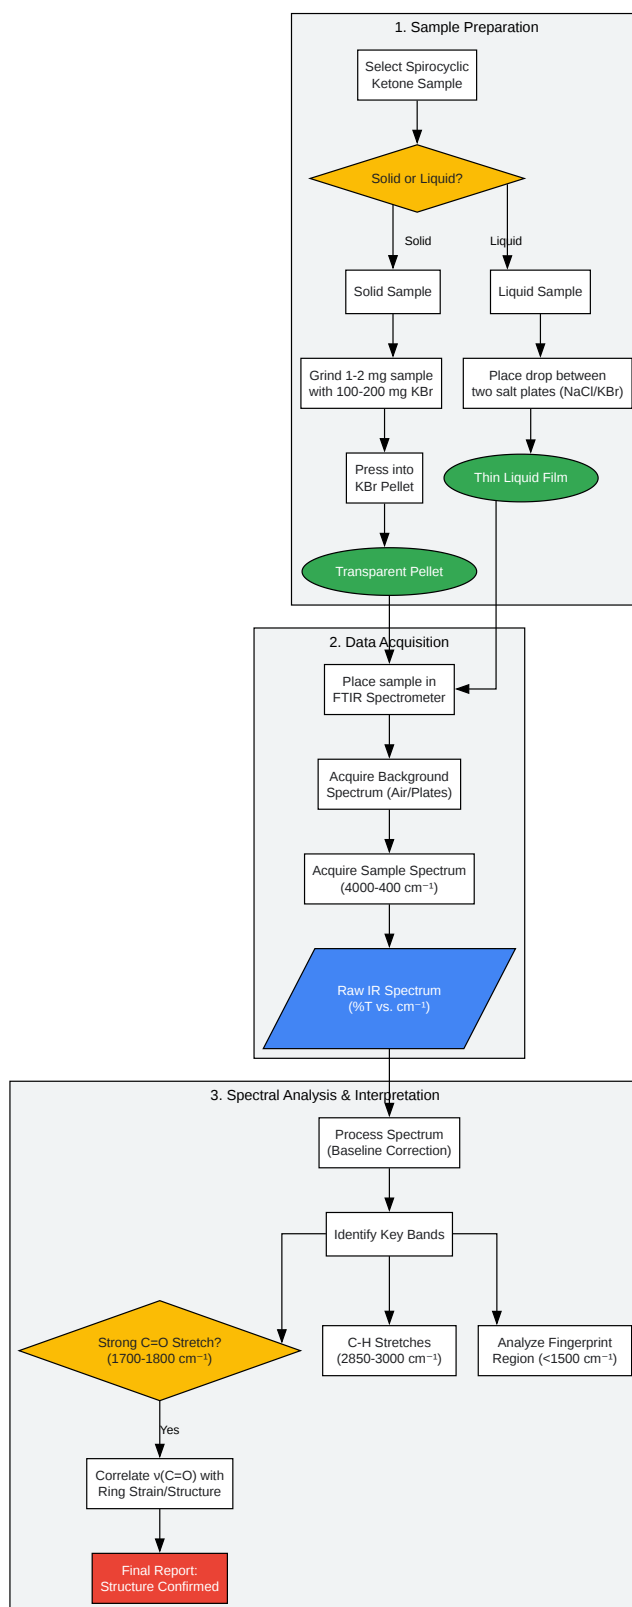 1. Sample Preparation
Select Spirocyclic
Ketone Sample
Solid or Liquid?
Solid
Liquid
Solid Sample
Liquid Sample
Grind 1-2 mg sample
with 100-200 mg KBr
Place drop between
two salt plates (NaCl/KBr)
Press into
KBr Pellet
Thin Liquid Film
Transparent Pellet
2. Data Acquisition
Place sample in
FTIR Spectrometer
Acquire Background
Spectrum (Air/Plates)
Acquire Sample Spectrum
(4000-400 cm⁻¹)
Raw IR Spectrum
(%T vs. cm⁻¹)
3. Spectral Analysis & Interpretation
Process Spectrum
(Baseline Correction)
Identify Key Bands
Strong C=O Stretch?
(1700-1800 cm⁻¹)
C-H Stretches
(2850-3000 cm⁻¹)
Analyze Fingerprint
Region (<1500 cm⁻¹)
Yes
Correlate ν(C=O) with
Ring Strain/Structure
Final Report:
Structure Confirmed